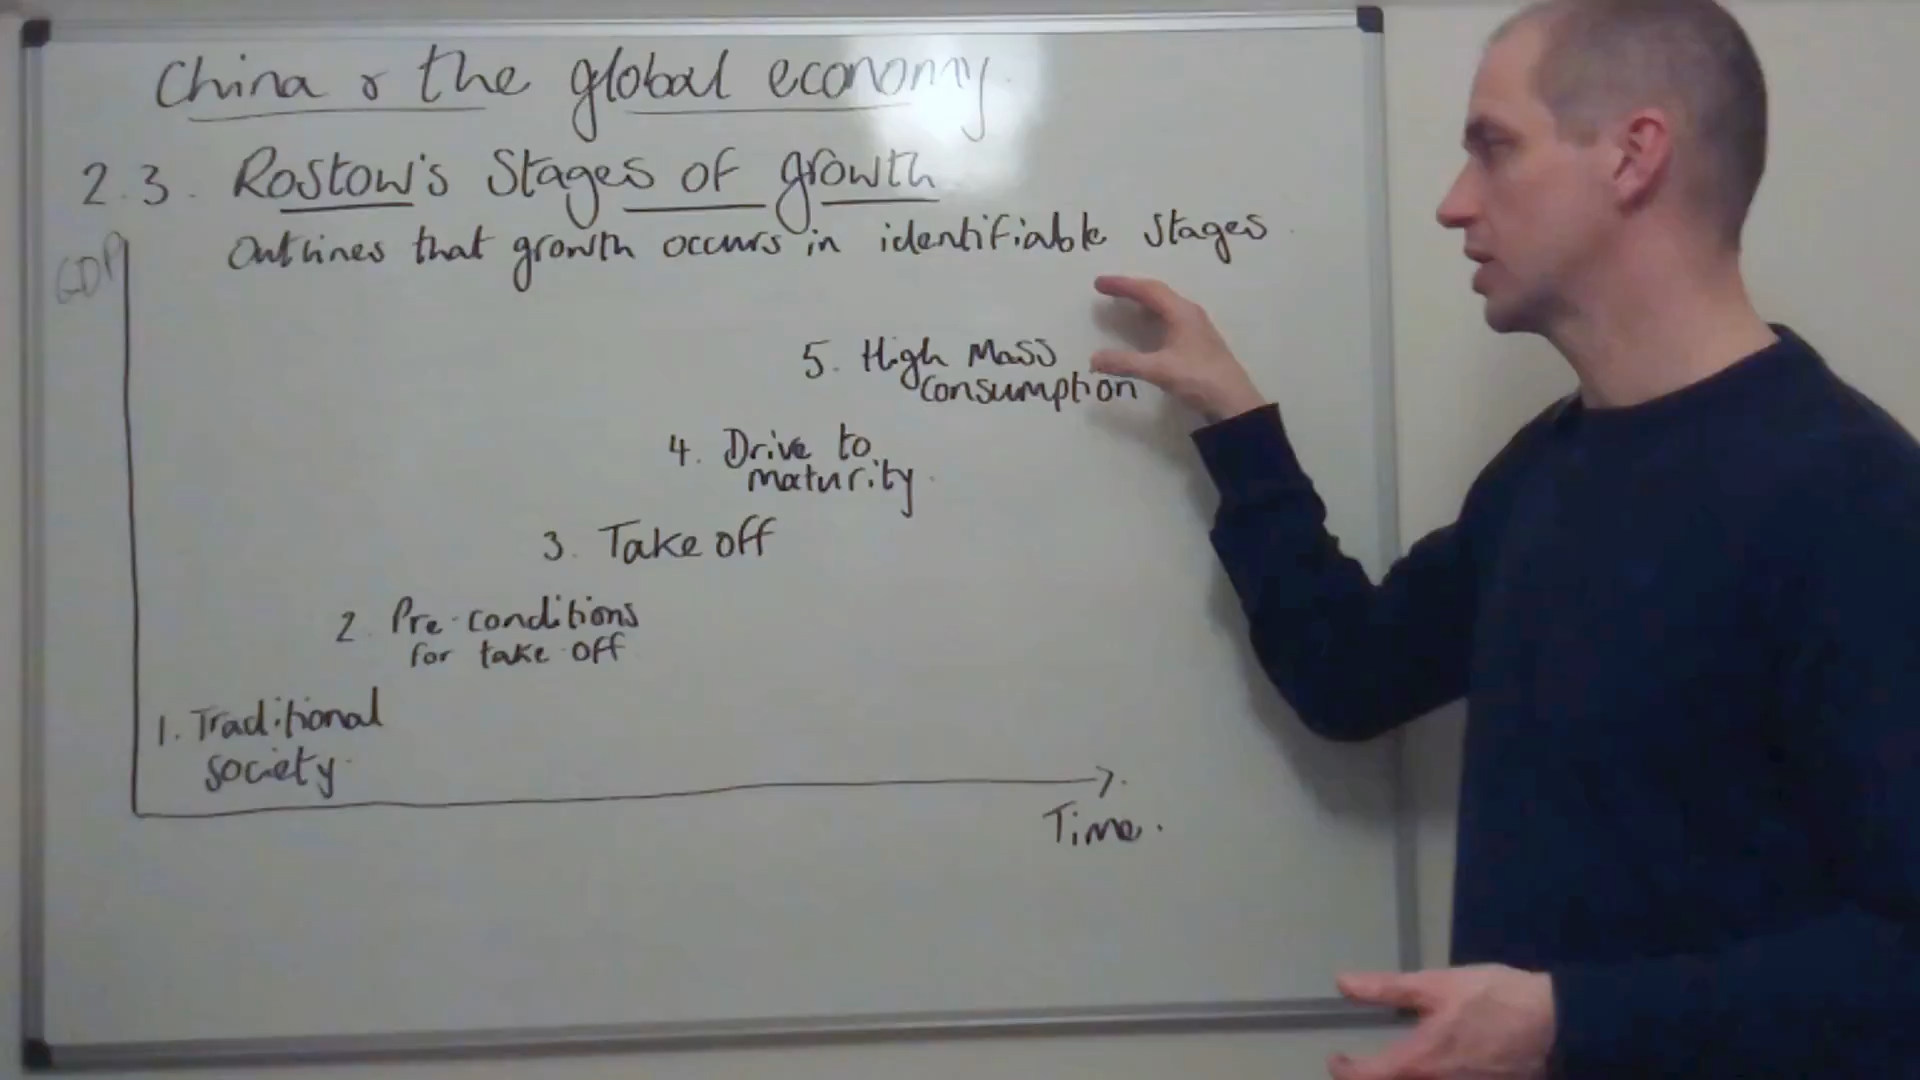 China & the global economy.
2.3. Rostow's Stages of growth
Outlines that growth occurs in identifiable stages.
GDP
5. High Mass
Consumption
4. Drive to
maturity.
3. Take off
2. Pre-conditions
for take off
1. Traditional
society.
Time.